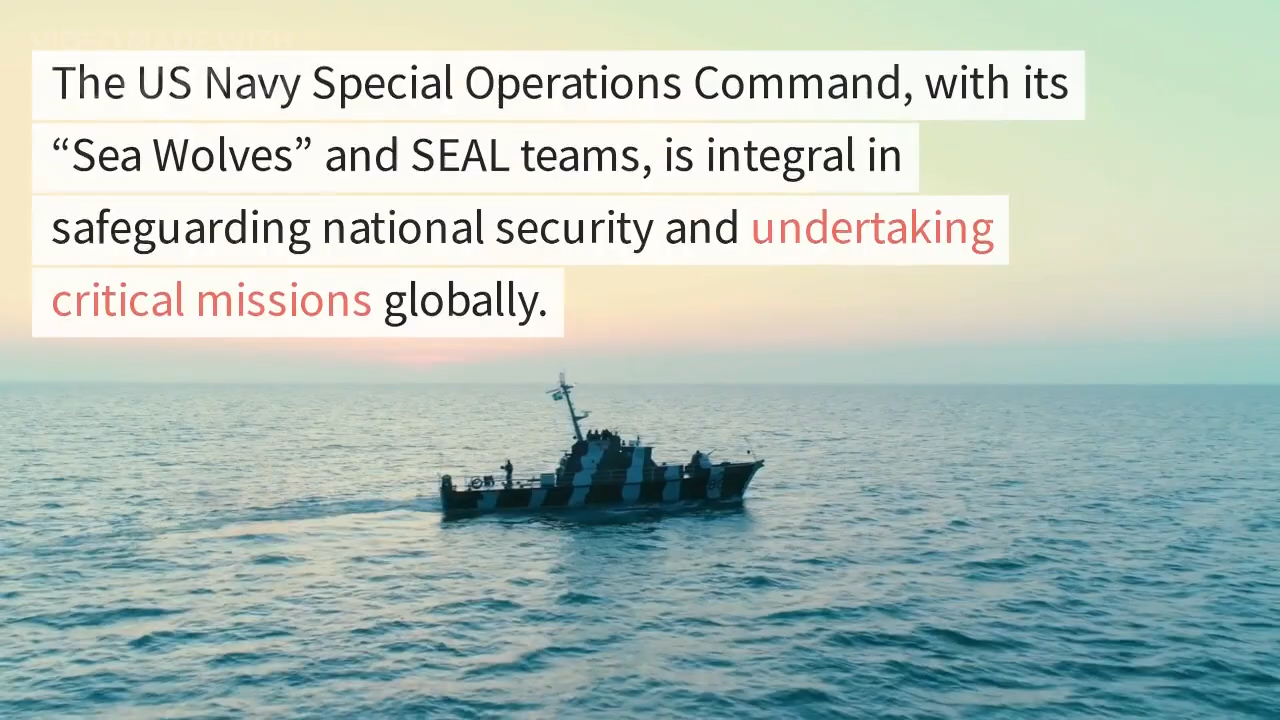 The US Navy Special Operations Command, with its
“Sea Wolves” and SEAL teams, is integral in
safeguarding national security and undertaking
critical missions globally.